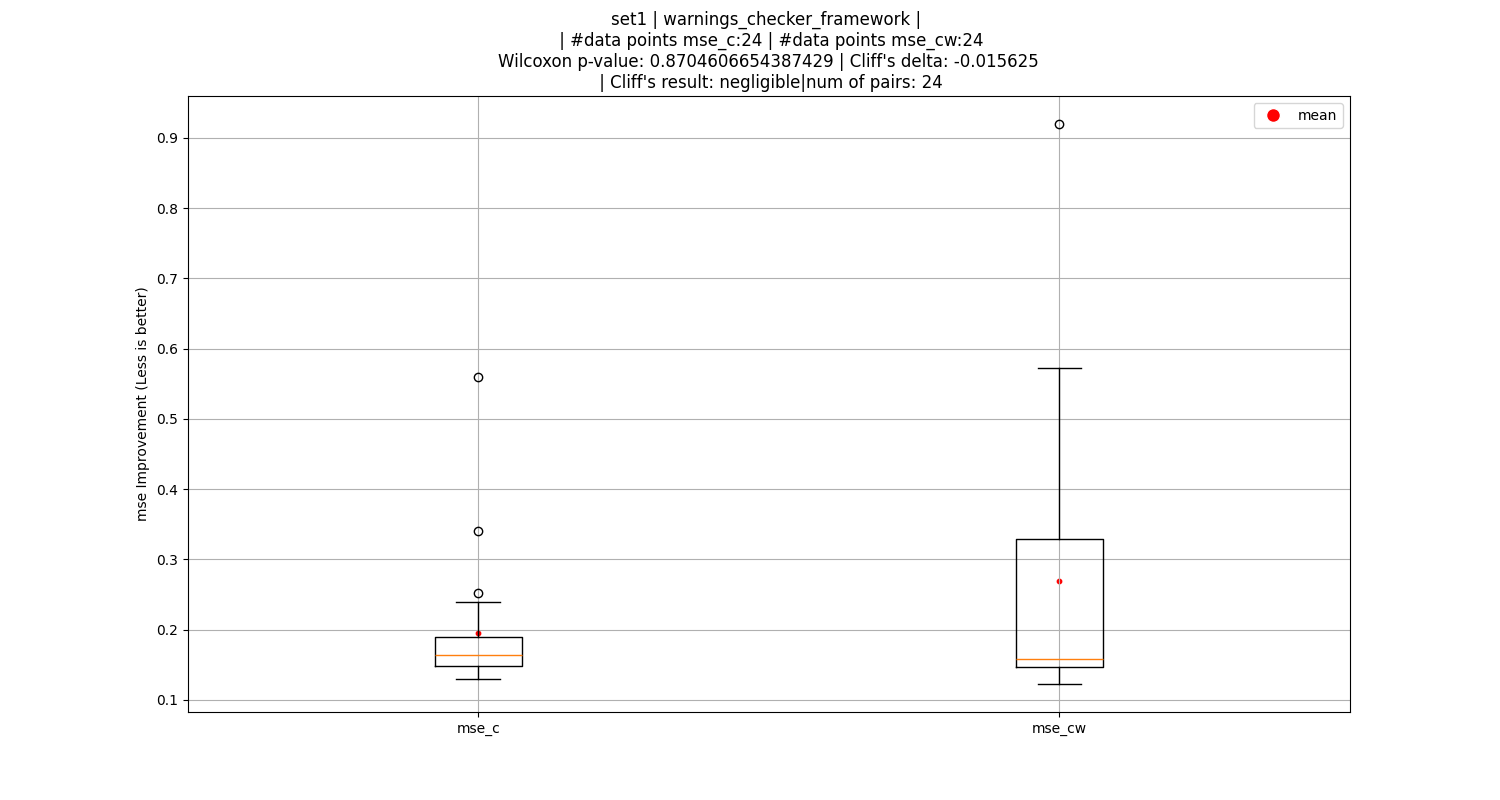 set1 | warnings_checker_framework |
| #data points mse_c:24 | #data points mse_cw:24
Wilcoxon p-value: 0.8704606654387429 | Cliff's delta: -0.015625
| Cliff's result: negligible|num of pairs: 24
mean
mse Improvement (Less is better)
0.9
0.8
0.7
0.6
0.5
0.4
0.3
0.2
0.1
mse_c
mse_cw